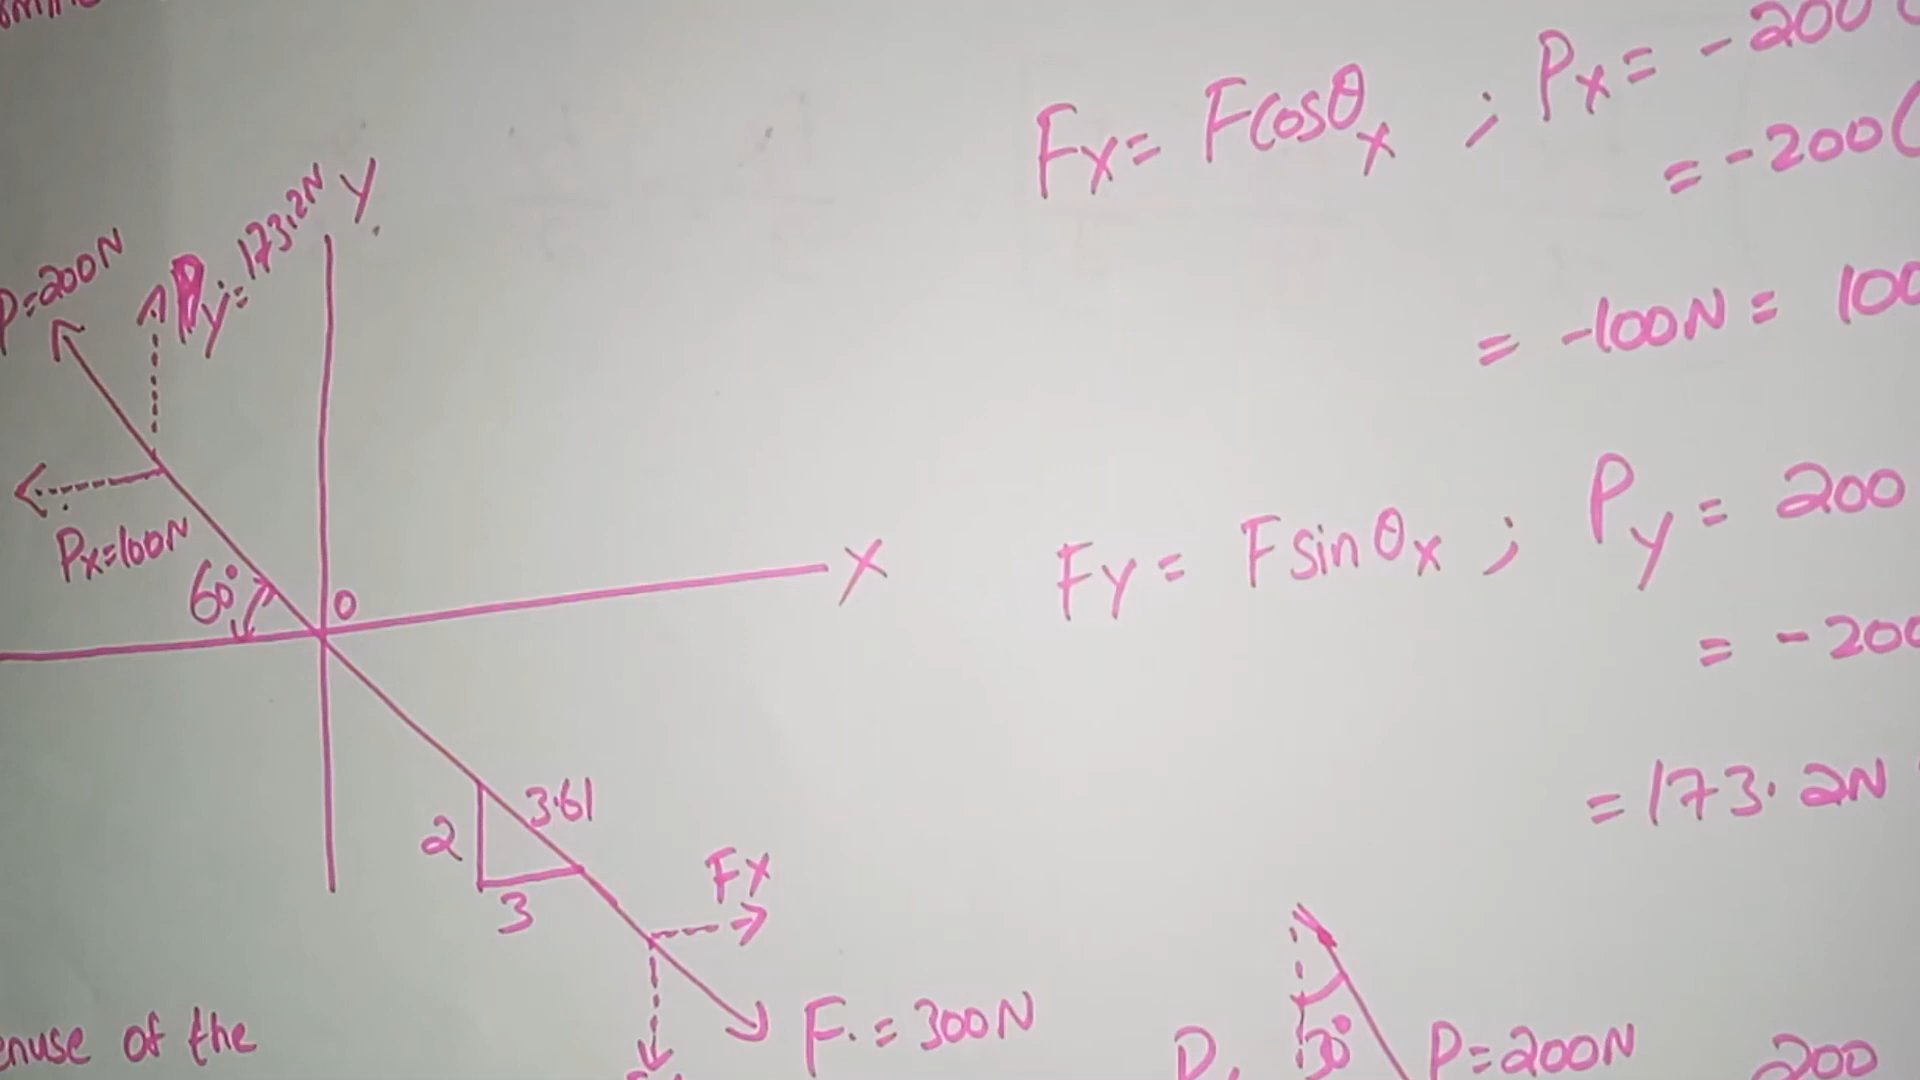 Y
P=200N
Py=173.2N
Px=100N
60°
O
X
2
3.61
3
Fx
F.=300N
enuse of the
Fx= Fcosθx ; Px= -200
= -200(
= -100N = 100
Fy= Fsinθx ; Py= 200
= -200
=173.2N
30°
P=200N
200